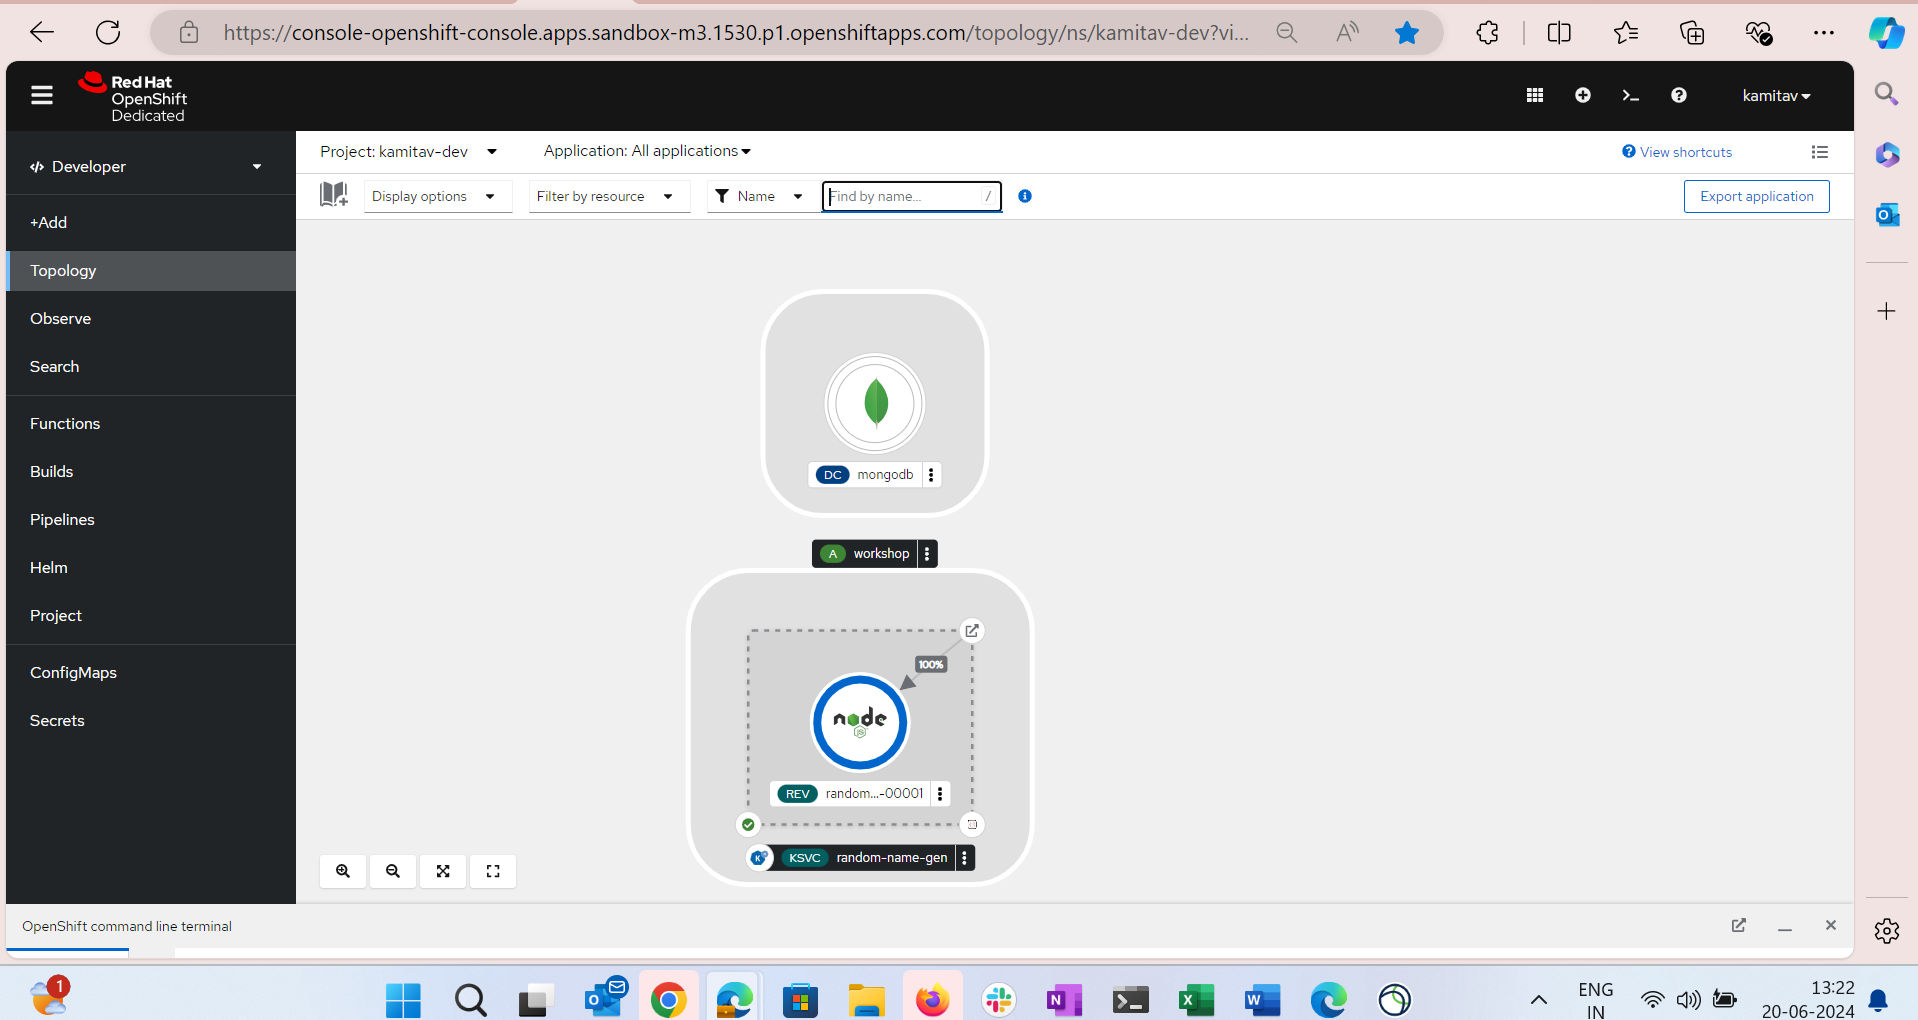 https://console-openshift-console.apps.sandbox-m3.1530.p1.openshiftapps.com/topology/ns/kamitav-dev?vi...
Red Hat
OpenShift
Dedicated
kamitav
Developer
Project: kamitav-dev
Application: All applications
View shortcuts
Display options
Filter by resource
Name
Find by name...
/
Export application
+Add
Topology
Observe
Search
Functions
Builds
Pipelines
Helm
Project
ConfigMaps
Secrets
DC mongodb
A workshop
100%
node
JS
REV random...-00001
KSVC random-name-gen
OpenShift command line terminal
1
ENG
IN
13:22
20-06-2024